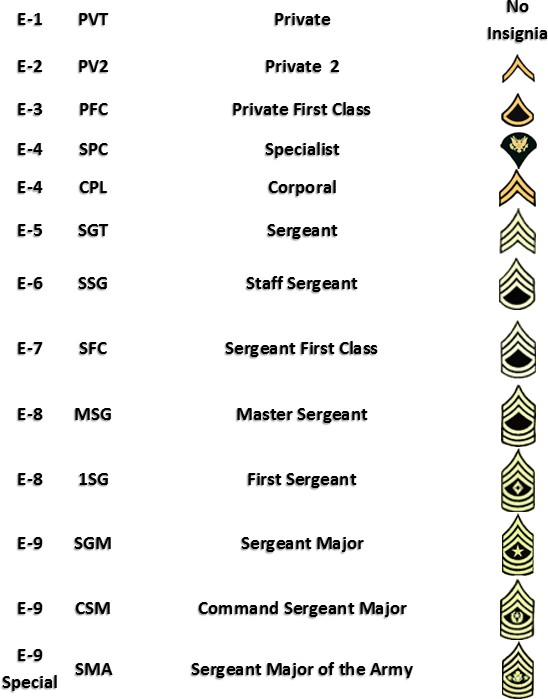 E-1 PVT Private No Insignia
E-2 PV2 Private 2
E-3 PFC Private First Class
E-4 SPC Specialist
E-4 CPL Corporal
E-5 SGT Sergeant
E-6 SSG Staff Sergeant
E-7 SFC Sergeant First Class
E-8 MSG Master Sergeant
E-8 1SG First Sergeant
E-9 SGM Sergeant Major
E-9 CSM Command Sergeant Major
E-9 Special SMA Sergeant Major of the Army